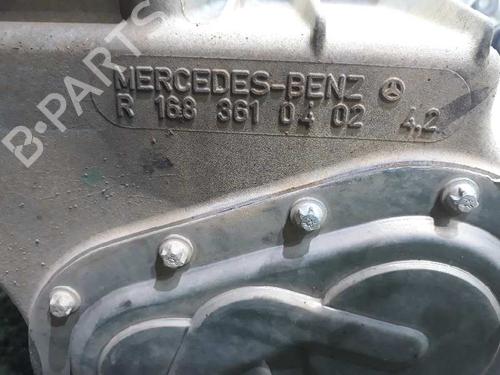 B-PARTS
MERCEDES-BENZ
R 168 361 04 02 4,2